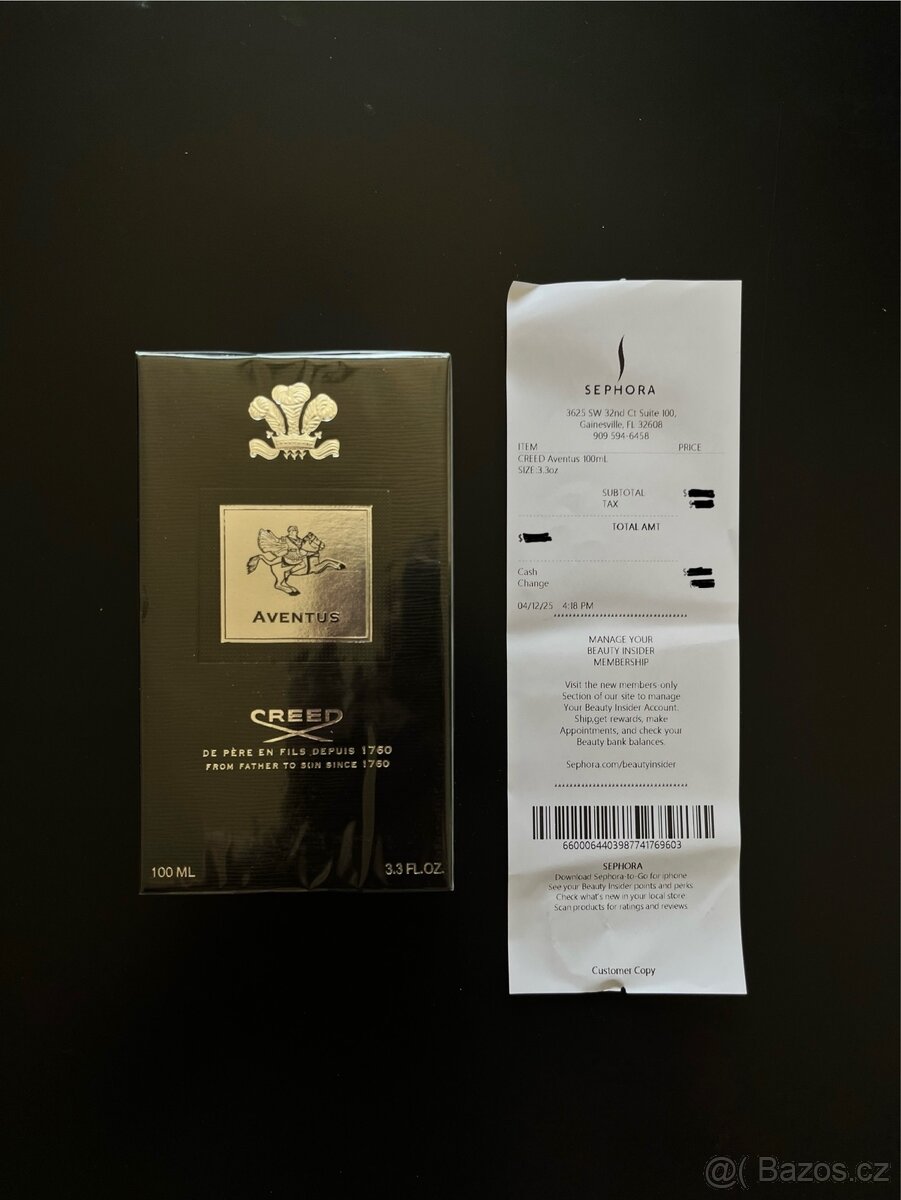 AVENTUS
CREED
DE PÈRE EN FILS DEPUIS 1760
FROM FATHER TO SON SINCE 1760
100 ML 3.3 FL.OZ.
SEPHORA
3625 SW 32nd Ct Suite 100,
Gainesville, FL 32608
909 594-6458
ITEM PRICE
CREED Aventus 100mL
SIZE:3.3oz
SUBTOTAL $
TAX $
TOTAL AMT
$
Cash $
Change
04/12/25 4:18 PM
MANAGE YOUR
BEAUTY INSIDER
MEMBERSHIP
Visit the new members-only
Section of our site to manage
Your Beauty Insider Account.
Ship,get rewards, make
Appointments, and check your
Beauty bank balances.
Sephora.com/beautyinsider
6600064403987741769603
SEPHORA
Download Sephora-to-Go for iphone
See your Beauty Insider points and perks
Check what's new in your local store
Scan products for ratings and reviews
Customer Copy
@( Bazos.cz